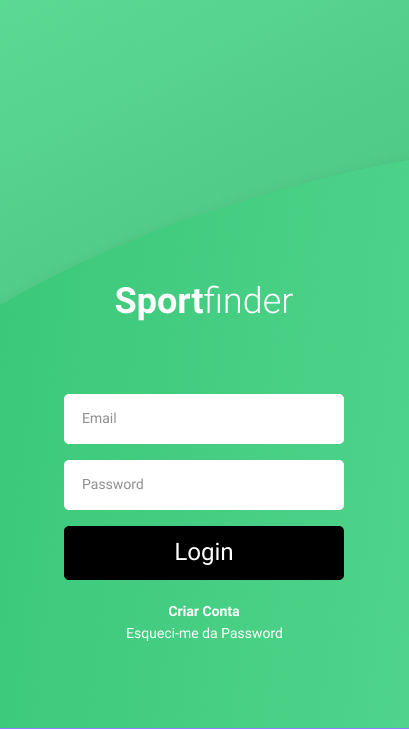 Sportfinder
Email
Password
Login
Criar Conta
Esqueci-me da Password